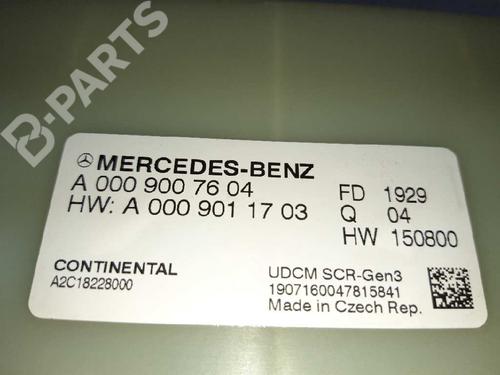 B-PARTS
MERCEDES-BENZ
A 000 900 76 04
HW: A 000 901 17 03
FD 1929
Q 04
HW 150800
CONTINENTAL
A2C18228000
UDCM SCR-Gen3
1907160047815841
Made in Czech Rep.